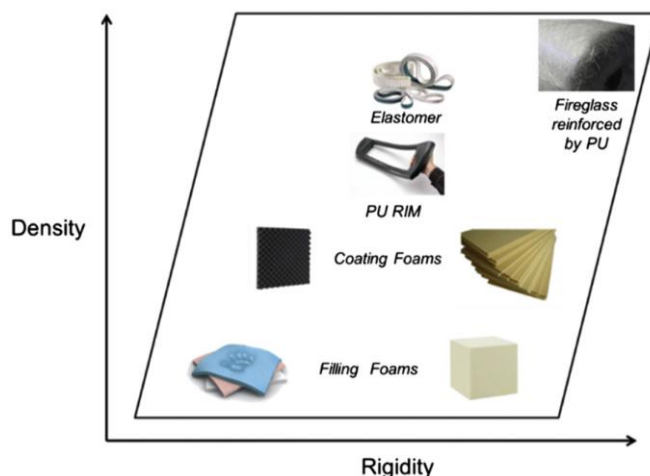 Elastomer
Fireglass
reinforced
by PU
PU RIM
Density
Coating Foams
Filling Foams
Rigidity